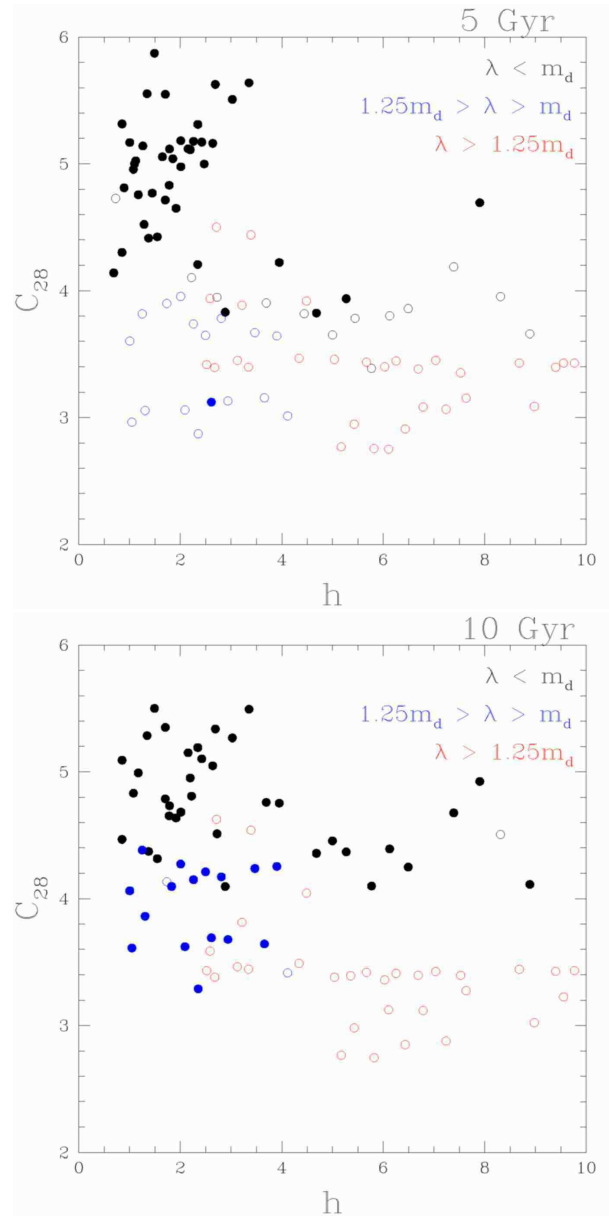 5 Gyr
λ < m_d
1.25m_d > λ > m_d
λ > 1.25m_d
6
5
4
3
2
C_28
0 2 4 6 8 10
h
10 Gyr
λ < m_d
1.25m_d > λ > m_d
λ > 1.25m_d
6
5
4
3
2
C_28
0 2 4 6 8 10
h